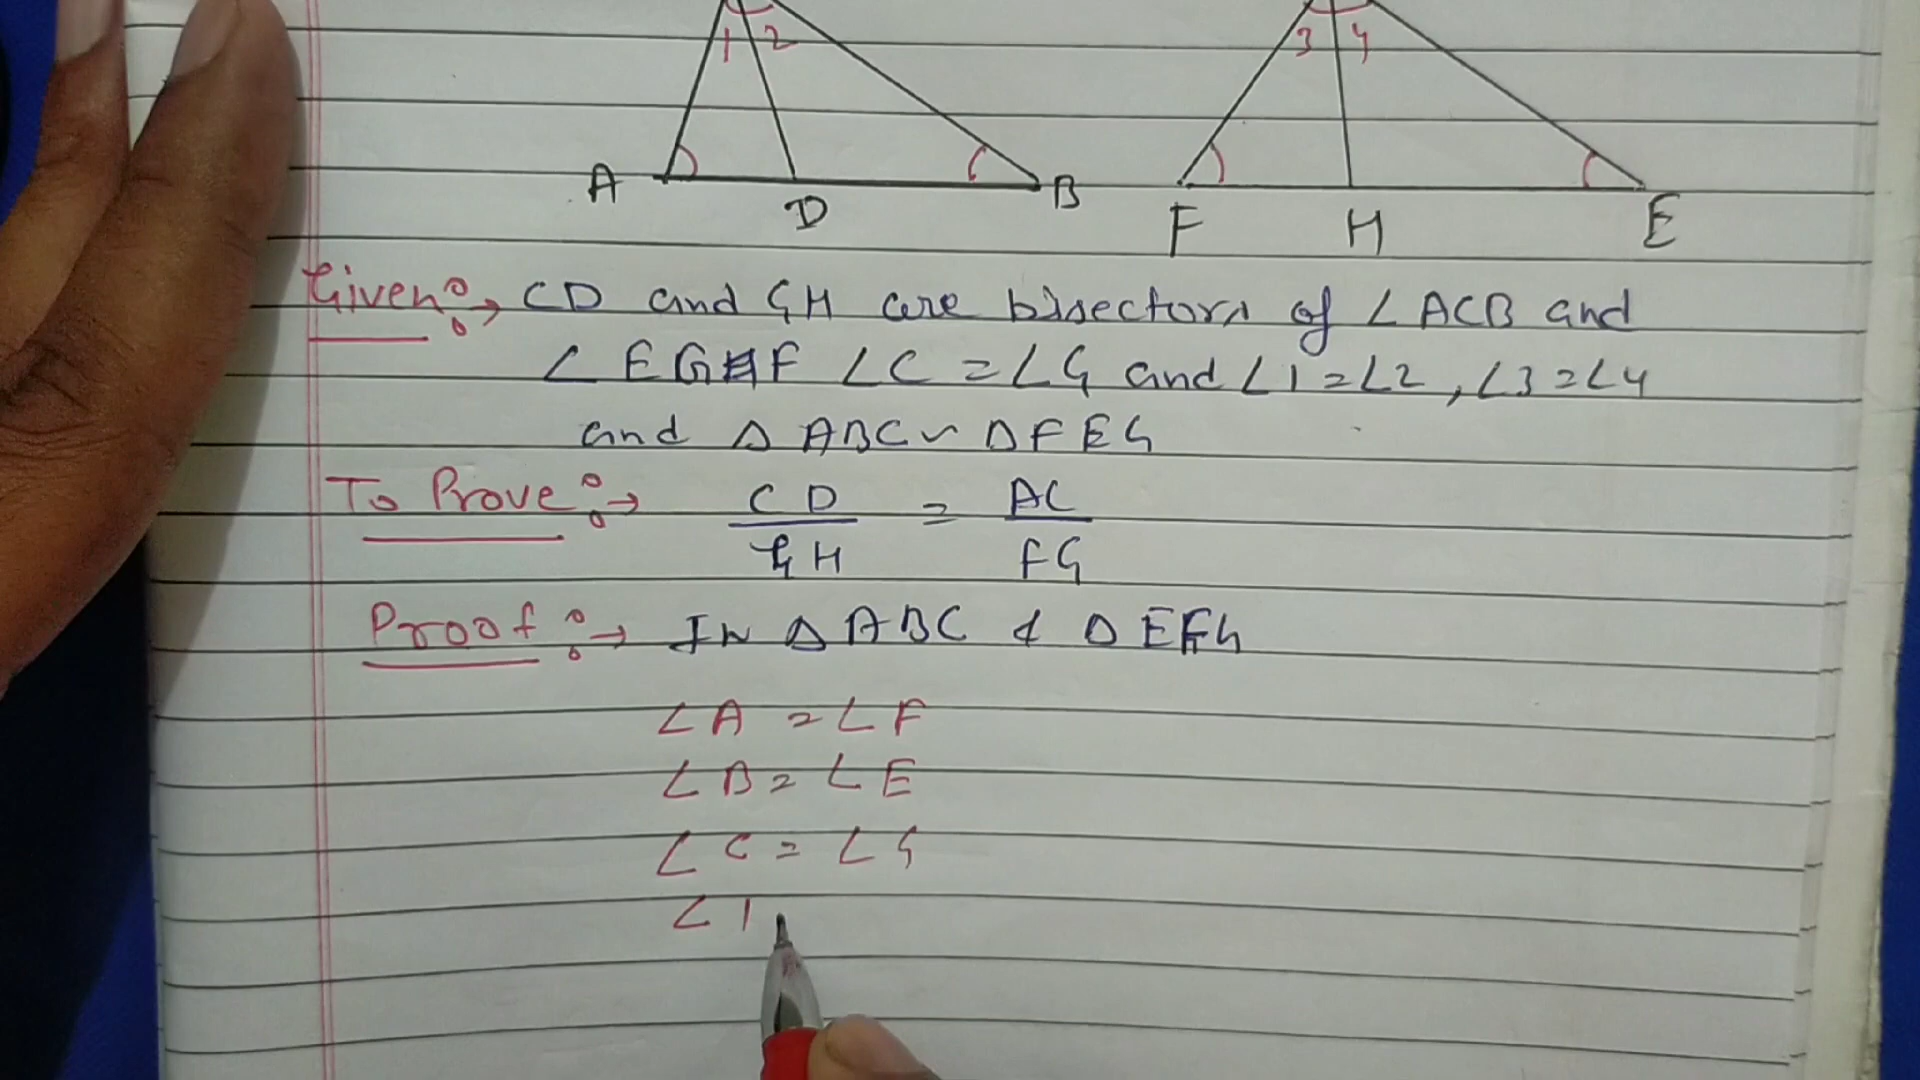 1 2 3 4
A D B F H E
Given:→ CD and GH are bisectors of ∠ACB and
∠EGF ∠C = ∠G and ∠1 = ∠2, ∠3 = ∠4
and △ABC ~ △FEG
To Prove:→ CD/GH = AC/FG
Proof:→ In △ABC & △EFG
∠A = ∠F
∠B = ∠E
∠C = ∠G
∠1